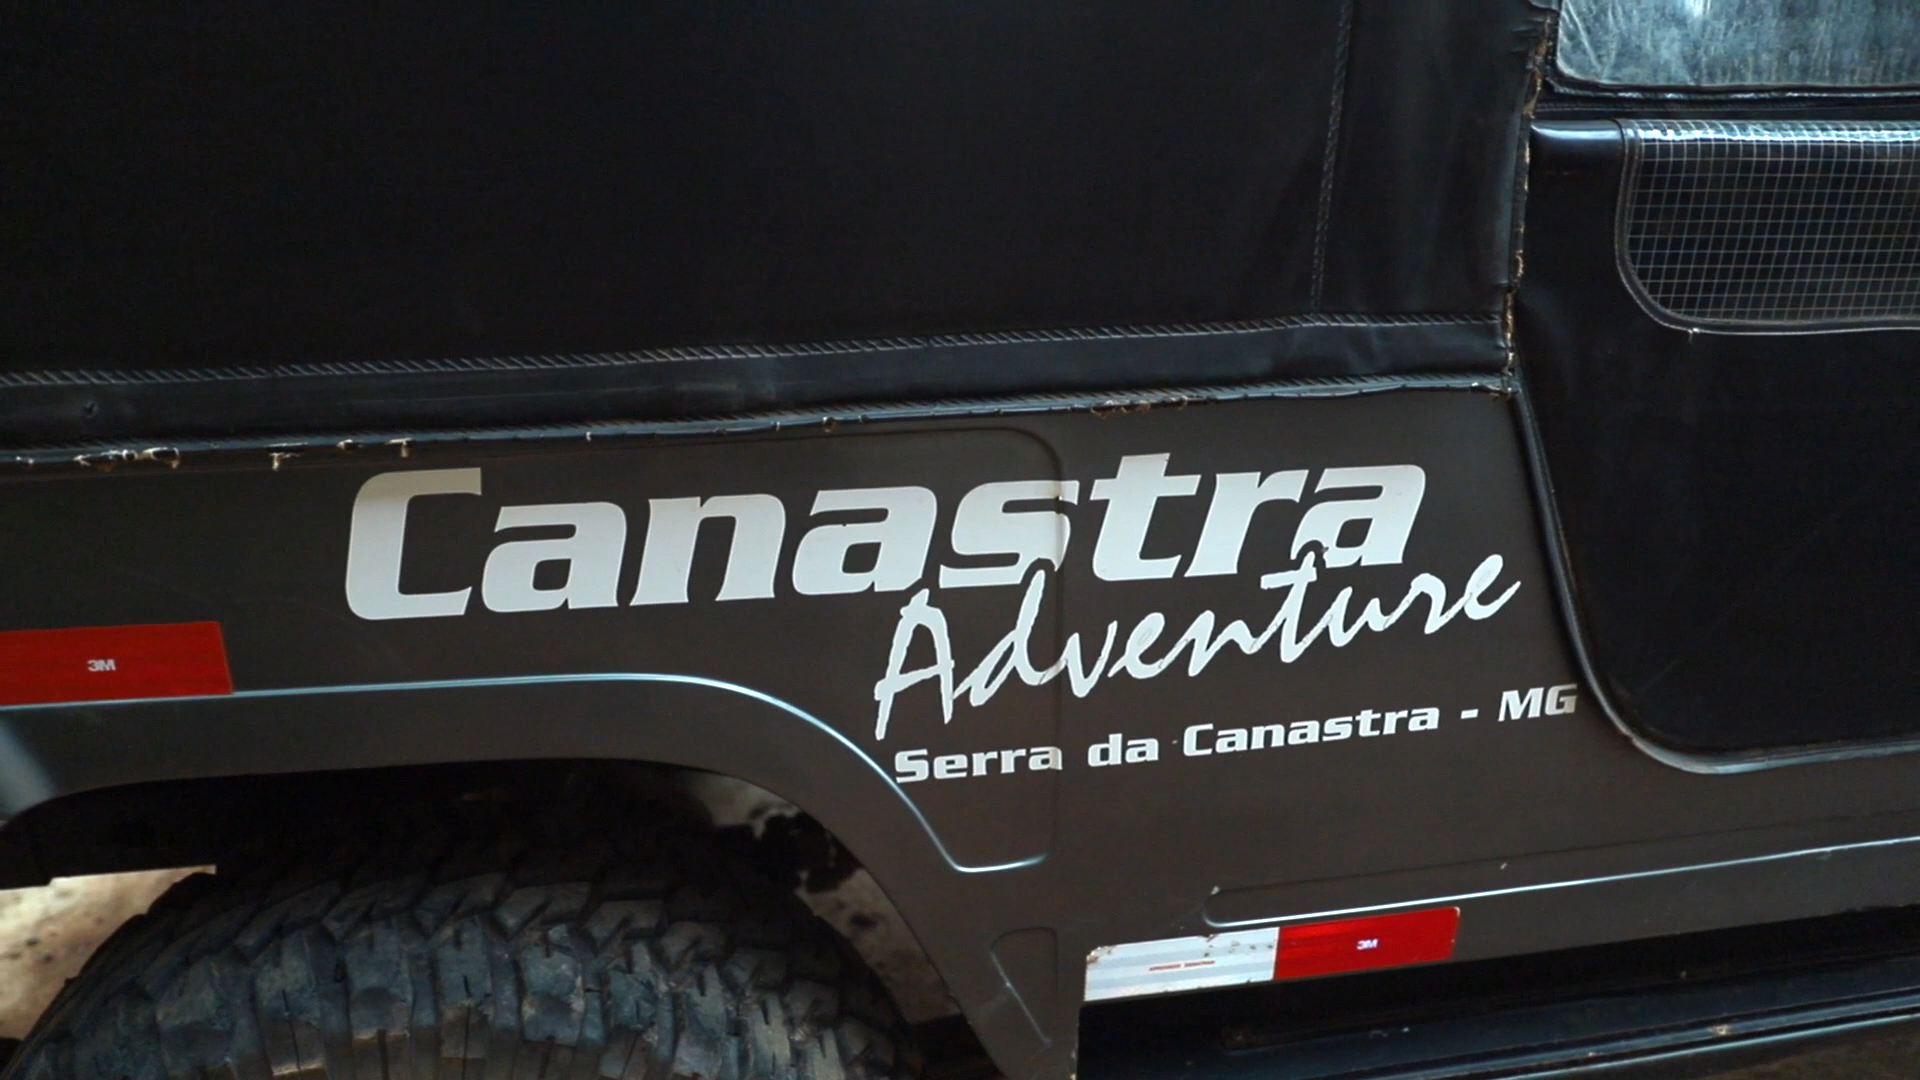 Canastra
Adventure
Serra da Canastra - MG
3M
3M